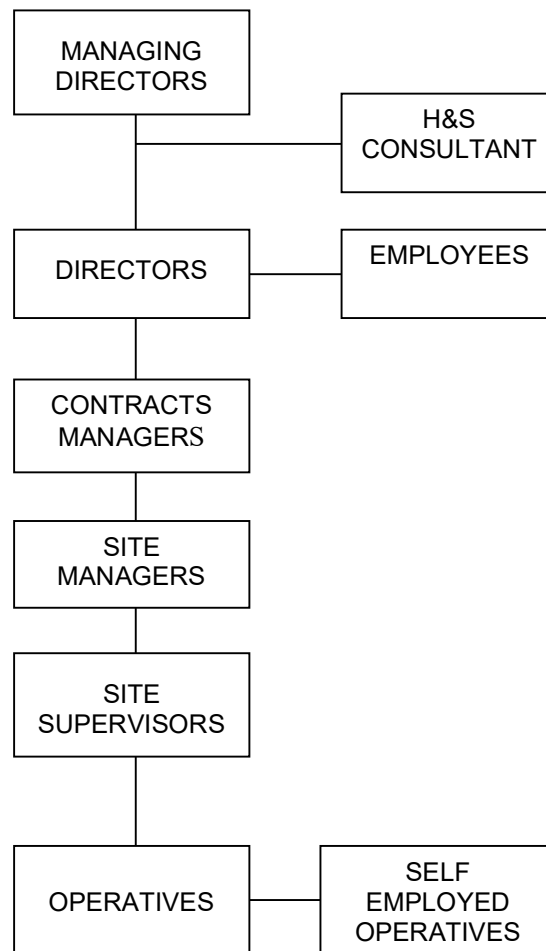 MANAGING
DIRECTORS
H&S
CONSULTANT
DIRECTORS
EMPLOYEES
CONTRACTS
MANAGERS
SITE
MANAGERS
SITE
SUPERVISORS
OPERATIVES
SELF
EMPLOYED
OPERATIVES